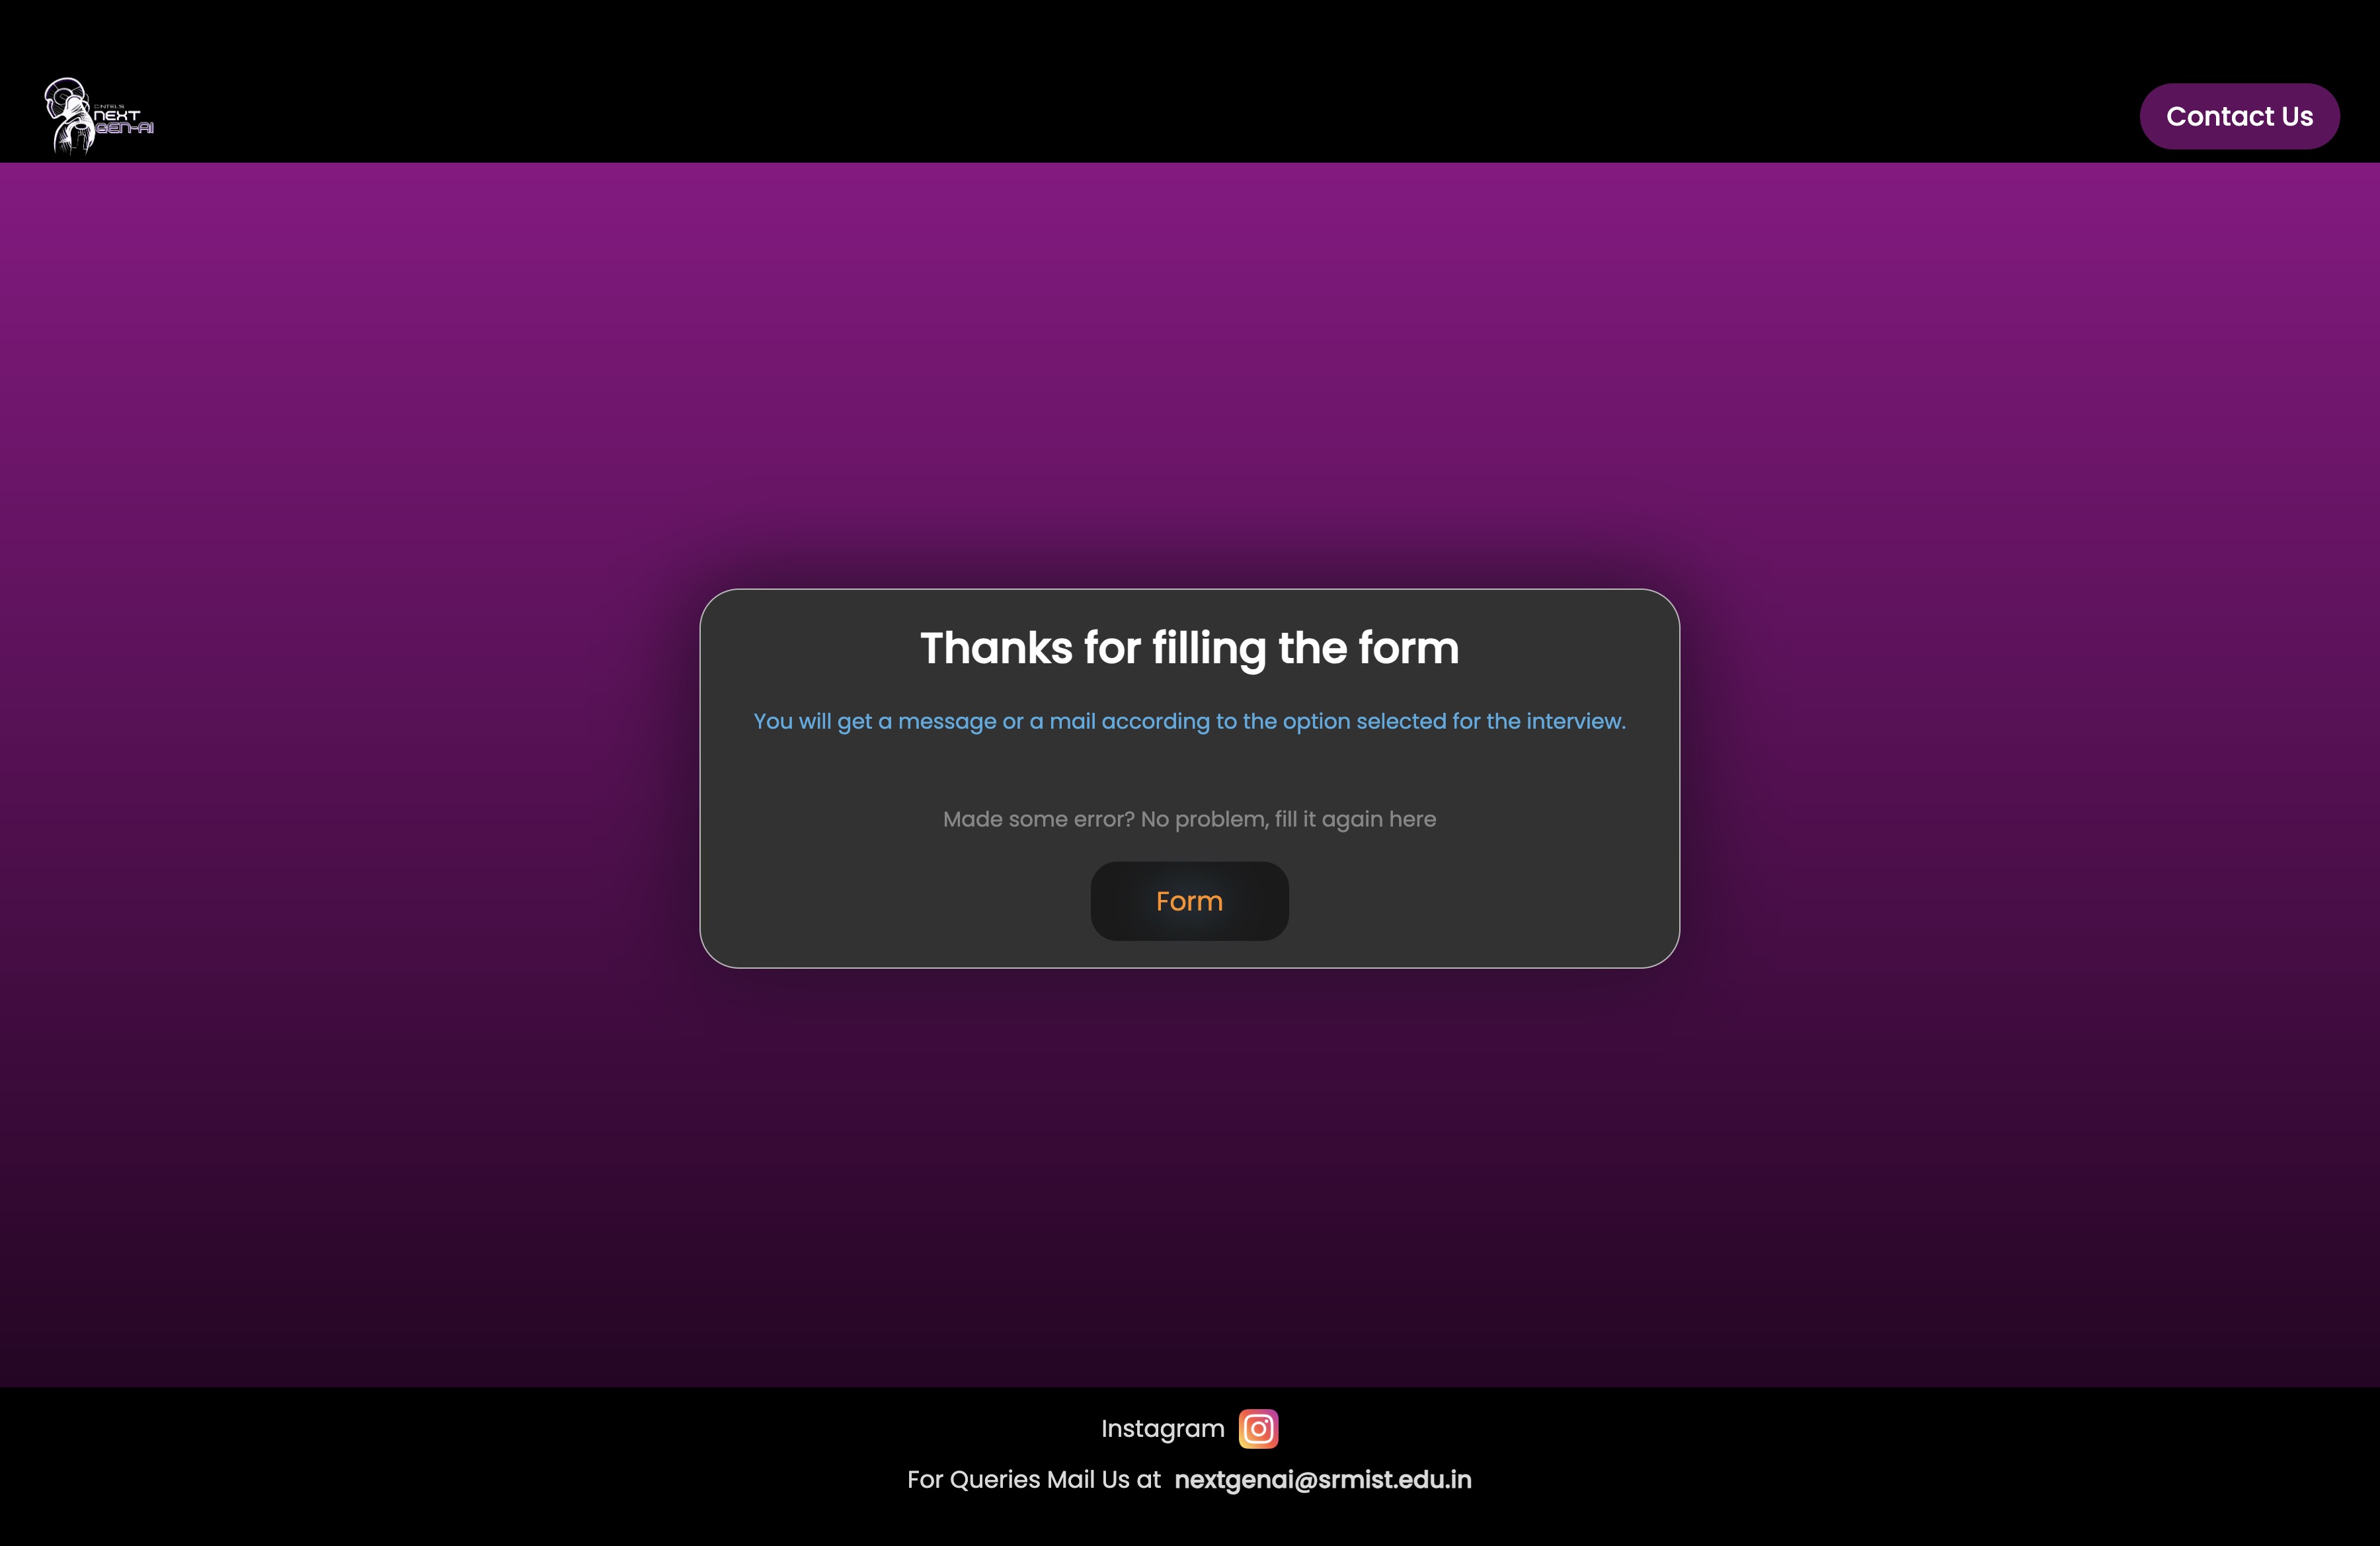 CINTEL'S
NEXT
GEN-AI
Contact Us
Thanks for filling the form
You will get a message or a mail according to the option selected for the interview.
Made some error? No problem, fill it again here
Form
Instagram
For Queries Mail Us at nextgenai@srmist.edu.in